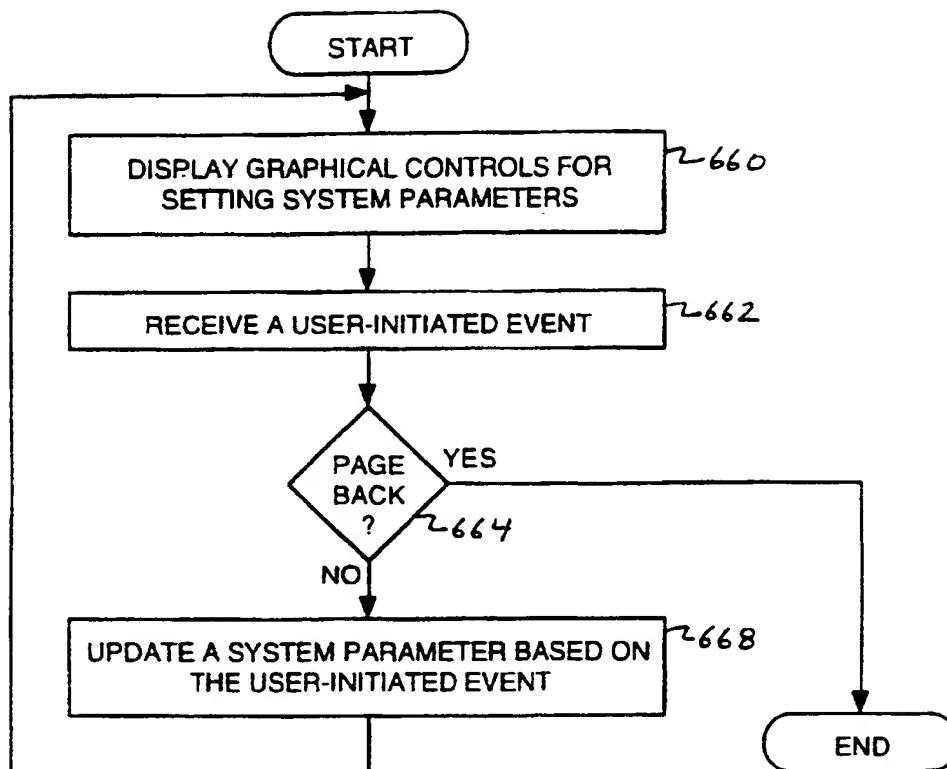 START
DISPLAY GRAPHICAL CONTROLS FOR
SETTING SYSTEM PARAMETERS
660
RECEIVE A USER-INITIATED EVENT
662
PAGE
BACK
?
YES
664
NO
UPDATE A SYSTEM PARAMETER BASED ON
THE USER-INITIATED EVENT
668
END